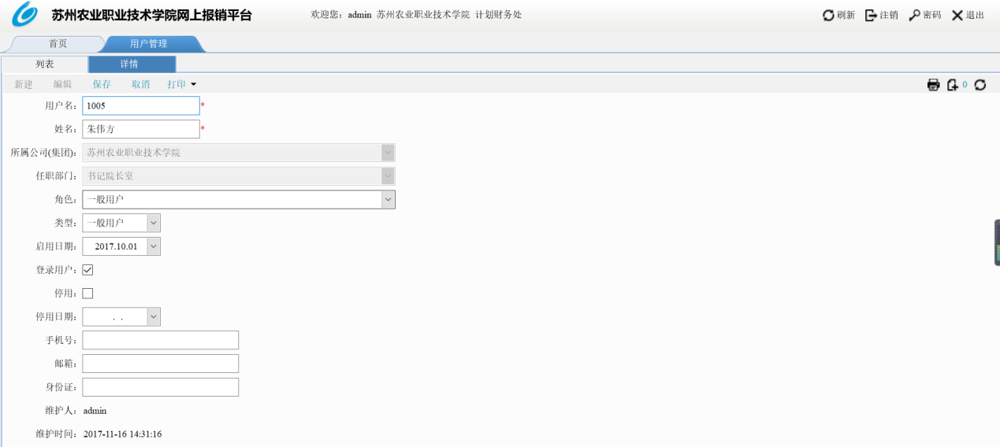 苏州农业职业技术学院网上报销平台 欢迎您：admin 苏州农业职业技术学院 计划财务处 刷新 注销 密码 退出
首页 用户管理
列表 详情
新建 编辑 保存 取消 打印 0
用户名： 1005 *
姓名： 朱伟方 *
所属公司(集团)： 苏州农业职业技术学院
任职部门： 书记院长室
角色： 一般用户
类型： 一般用户
启用日期： 2017.10.01
登录用户：
停用：
停用日期： . .
手机号：
邮箱：
身份证：
维护人： admin
维护时间： 2017-11-16 14:31:16